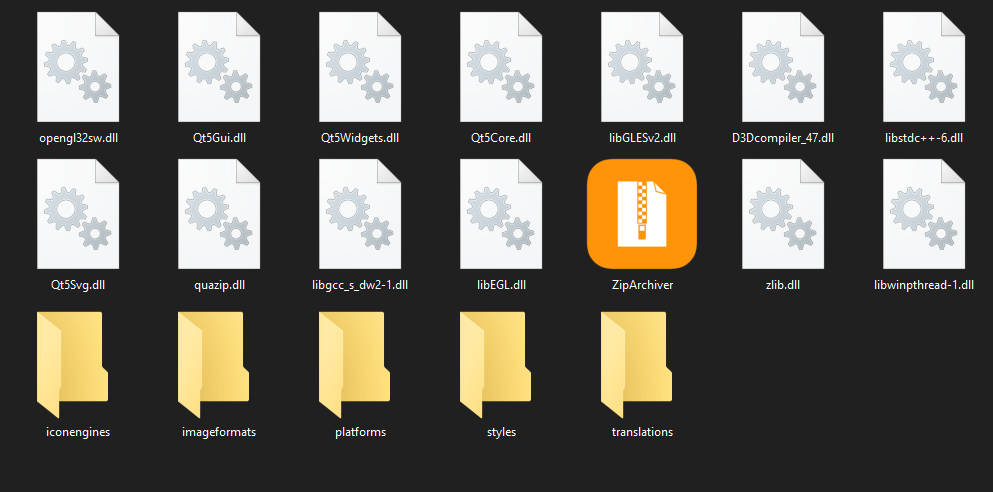 opengl32sw.dll
Qt5Gui.dll
Qt5Widgets.dll
Qt5Core.dll
libGLESv2.dll
D3Dcompiler_47.dll
libstdc++-6.dll
Qt5Svg.dll
quazip.dll
libgcc_s_dw2-1.dll
libEGL.dll
ZipArchiver
zlib.dll
libwinpthread-1.dll
iconengines
imageformats
platforms
styles
translations